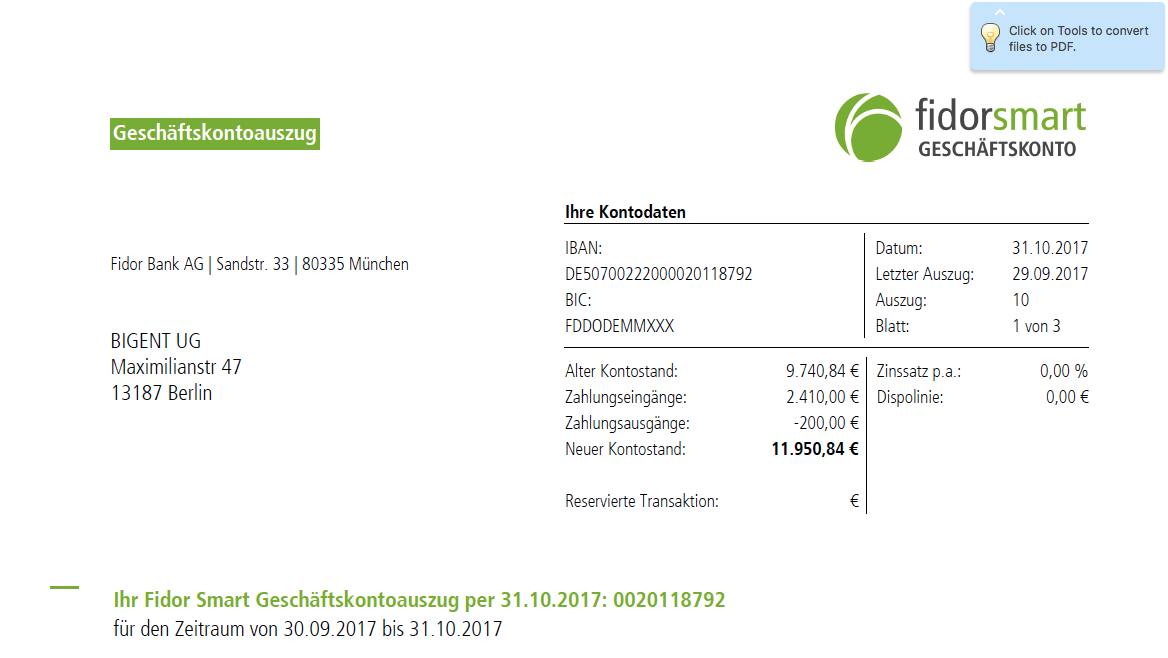 Click on Tools to convert
files to PDF.
fidorsmart
GESCHÄFTSKONTO
Geschäftskontoauszug
Ihre Kontodaten
Fidor Bank AG | Sandstr. 33 | 80335 München
BIGENT UG
Maximilianstr 47
13187 Berlin
IBAN:
DE50700222000020118792
BIC:
FDDODEMMXXX
Datum: 31.10.2017
Letzter Auszug: 29.09.2017
Auszug: 10
Blatt: 1 von 3
Alter Kontostand: 9.740,84 €
Zahlungseingänge: 2.410,00 €
Zahlungsausgänge: -200,00 €
Neuer Kontostand: 11.950,84 €
Reservierte Transaktion: €
Zinssatz p.a.: 0,00 %
Dispolinie: 0,00 €
Ihr Fidor Smart Geschäftskontoauszug per 31.10.2017: 0020118792
für den Zeitraum von 30.09.2017 bis 31.10.2017